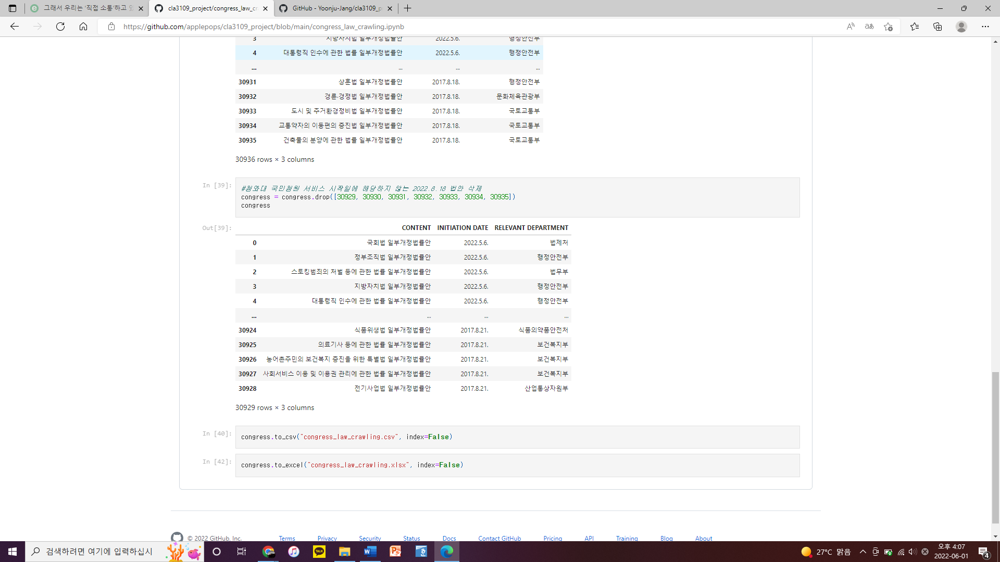 그래서 우리는 '직접 소통'하고 있
cla3109_project/congress_law_cr
GitHub - Yoonju-Jang/cla3109_p
https://github.com/applepops/cla3109_project/blob/main/congress_law_crawling.ipynb
3 지방자치법 일부개정법률안 2022.5.6. 행정안전부
4 대통령직 인수에 관한 법률 일부개정법률안 2022.5.6. 행정안전부
... ... ... ...
30931 상훈법 일부개정법률안 2017.8.18. 행정안전부
30932 경륜·경정법 일부개정법률안 2017.8.18. 문화체육관광부
30933 도시 및 주거환경정비법 일부개정법률안 2017.8.18. 국토교통부
30934 교통약자의 이동편의 증진법 일부개정법률안 2017.8.18. 국토교통부
30935 건축물의 분양에 관한 법률 일부개정법률안 2017.8.18. 국토교통부
30936 rows × 3 columns
In [39]:
#청와대 국민청원 서비스 시작일에 해당하지 않는 2022.8.18 법안 삭제
congress = congress.drop([30929, 30930, 30931, 30932, 30933, 30934, 30935])
congress
Out[39]:
CONTENT INITIATION DATE RELEVANT DEPARTMENT
0 국회법 일부개정법률안 2022.5.6. 법제처
1 정부조직법 일부개정법률안 2022.5.6. 행정안전부
2 스토킹범죄의 처벌 등에 관한 법률 일부개정법률안 2022.5.6. 법무부
3 지방자치법 일부개정법률안 2022.5.6. 행정안전부
4 대통령직 인수에 관한 법률 일부개정법률안 2022.5.6. 행정안전부
... ... ... ...
30924 식품위생법 일부개정법률안 2017.8.21. 식품의약품안전처
30925 의료기사 등에 관한 법률 일부개정법률안 2017.8.21. 보건복지부
30926 농어촌주민의 보건복지 증진을 위한 특별법 일부개정법률안 2017.8.21. 보건복지부
30927 사회서비스 이용 및 이용권 관리에 관한 법률 일부개정법률안 2017.8.21. 보건복지부
30928 전기사업법 일부개정법률안 2017.8.21. 산업통상자원부
30929 rows × 3 columns
In [40]:
congress.to_csv("congress_law_crawling.csv", index=False)
In [42]:
congress.to_excel("congress_law_crawling.xlsx", index=False)
© 2022 GitHub, Inc. Terms Privacy Security Status Docs Contact GitHub Pricing API Training Blog About
검색하려면 여기에 입력하십시
27°C 맑음
오후 4:07
2022-06-01
4